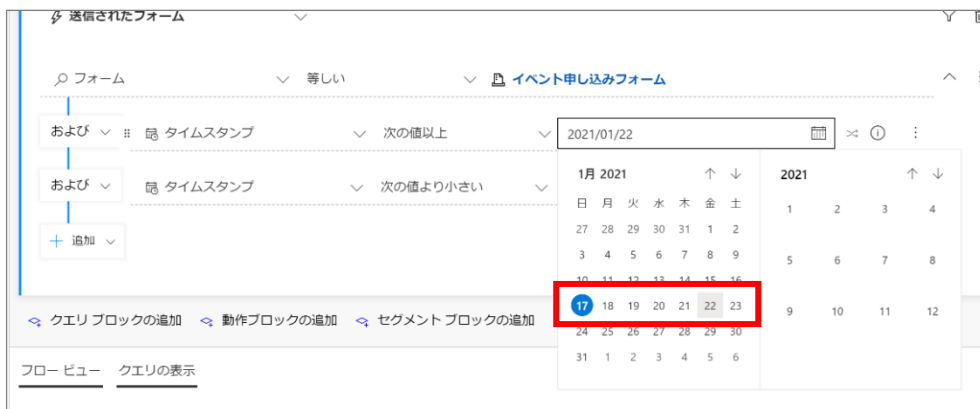 送信されたフォーム
フォーム 等しい イベント申し込みフォーム
および タイムスタンプ 次の値以上 2021/01/22
および タイムスタンプ 次の値より小さい
+ 追加
1月 2021
日 月 火 水 木 金 土
27 28 29 30 31 1 2
3 4 5 6 7 8 9
10 11 12 13 14 15 16
17 18 19 20 21 22 23
24 25 26 27 28 29 30
31 1 2 3 4 5 6
2021
1 2 3 4
5 6 7 8
9 10 11 12
クエリ ブロックの追加 動作ブロックの追加 セグメント ブロックの追加
フロー ビュー クエリの表示